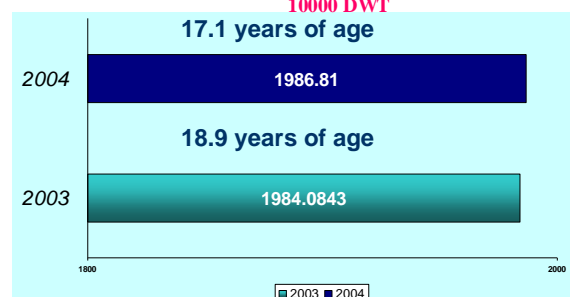 10000 DWT
17.1 years of age
2004
1986.81
18.9 years of age
2003
1984.0843
1800 2000
2003 2004